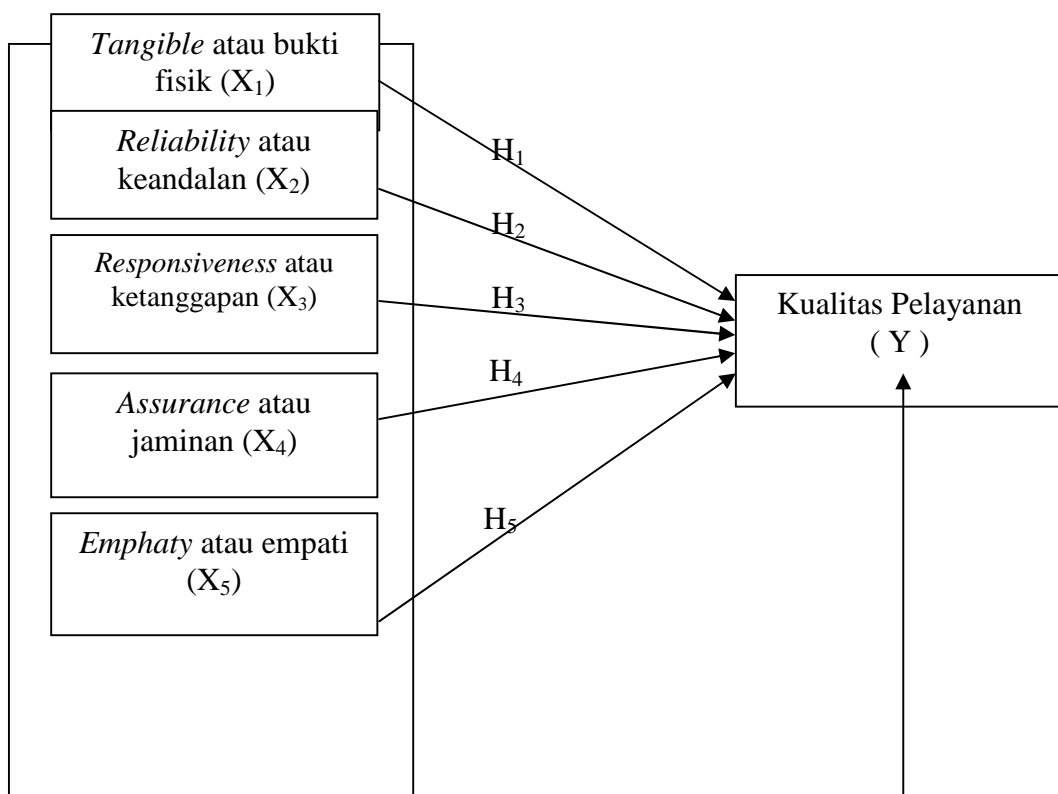 Tangible atau bukti
fisik (X₁)
Reliability atau
keandalan (X₂)
Responsiveness atau
ketanggapan (X₃)
Assurance atau
jaminan (X₄)
Emphaty atau empati
(X₅)
H₁
H₂
H₃
H₄
H₅
Kualitas Pelayanan
( Y )